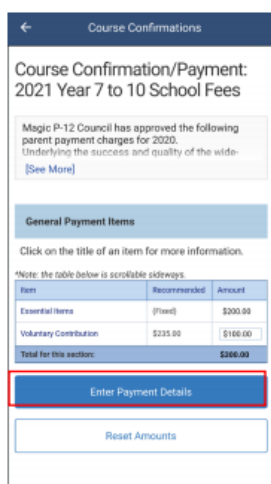 Course Confirmations
Course Confirmation/Payment:
2021 Year 7 to 10 School Fees
Magic P-12 Council has approved the following
parent payment charges for 2020.
Underlying the success and quality of the wide-
[See More]
General Payment Items
Click on the title of an item for more information.
*Note: the table below is scrollable sideways.
Item Recommended Amount
Essential Items (Fixed) $200.00
Voluntary Contribution $235.00 $100.00
Total for this section: $300.00
Enter Payment Details
Reset Amounts